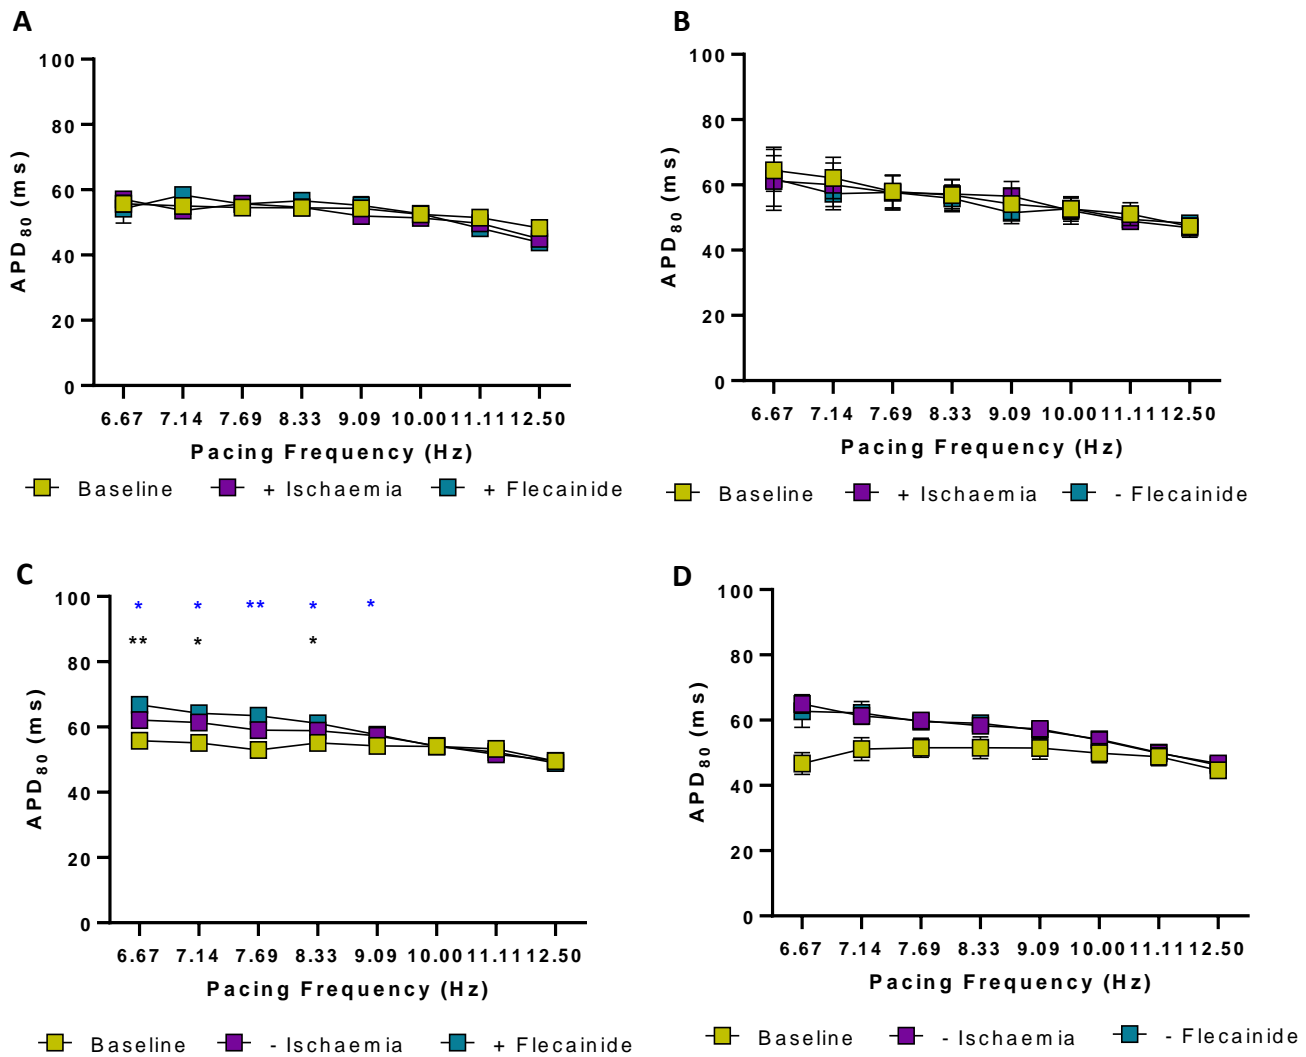 A
100
80
60
40
20
0
APD80 (ms)
6.67 7.14 7.69 8.33 9.09 10.00 11.11 12.50
Pacing Frequency (Hz)
Baseline + Ischaemia + Flecainide
B
100
80
60
40
20
0
APD80 (ms)
6.67 7.14 7.69 8.33 9.09 10.00 11.11 12.50
Pacing Frequency (Hz)
Baseline + Ischaemia - Flecainide
C
* * ** * *
** * *
100
80
60
40
20
0
APD80 (ms)
6.67 7.14 7.69 8.33 9.09 10.00 11.11 12.50
Pacing Frequency (Hz)
Baseline - Ischaemia + Flecainide
D
100
80
60
40
20
0
APD80 (ms)
6.67 7.14 7.69 8.33 9.09 10.00 11.11 12.50
Pacing Frequency (Hz)
Baseline - Ischaemia - Flecainide